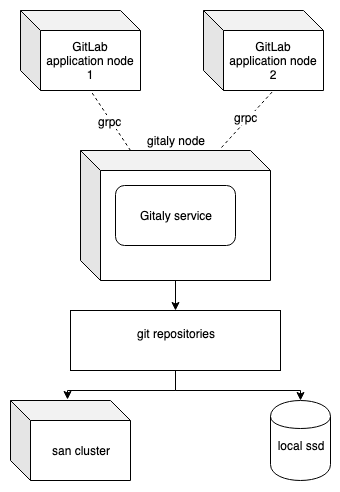 GitLab
application node
1
GitLab
application node
2
grpc
grpc
gitaly node
Gitaly service
git repositories
san cluster
local ssd